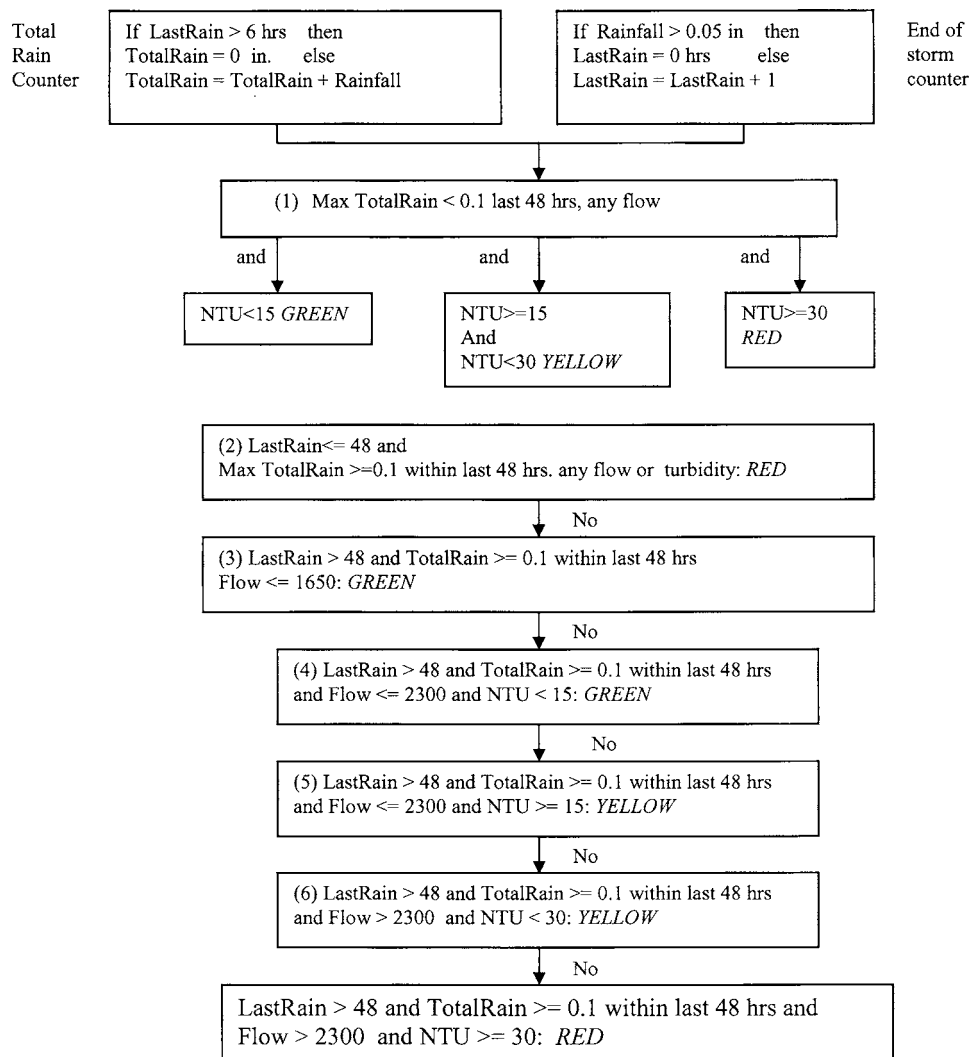 Total
Rain
Counter
If LastRain > 6 hrs then
TotalRain = 0 in. else
TotalRain = TotalRain + Rainfall
If Rainfall > 0.05 in then
LastRain = 0 hrs else
LastRain = LastRain + 1
End of
storm
counter
(1) Max TotalRain < 0.1 last 48 hrs, any flow
and
and
and
NTU<15 GREEN
NTU>=15
And
NTU<30 YELLOW
NTU>=30
RED
(2) LastRain<= 48 and
Max TotalRain >=0.1 within last 48 hrs. any flow or turbidity: RED
No
(3) LastRain > 48 and TotalRain >= 0.1 within last 48 hrs
Flow <= 1650: GREEN
No
(4) LastRain > 48 and TotalRain >= 0.1 within last 48 hrs
and Flow <= 2300 and NTU < 15: GREEN
No
(5) LastRain > 48 and TotalRain >= 0.1 within last 48 hrs
and Flow <= 2300 and NTU >= 15: YELLOW
No
(6) LastRain > 48 and TotalRain >= 0.1 within last 48 hrs
and Flow > 2300 and NTU < 30: YELLOW
No
LastRain > 48 and TotalRain >= 0.1 within last 48 hrs and
Flow > 2300 and NTU >= 30: RED